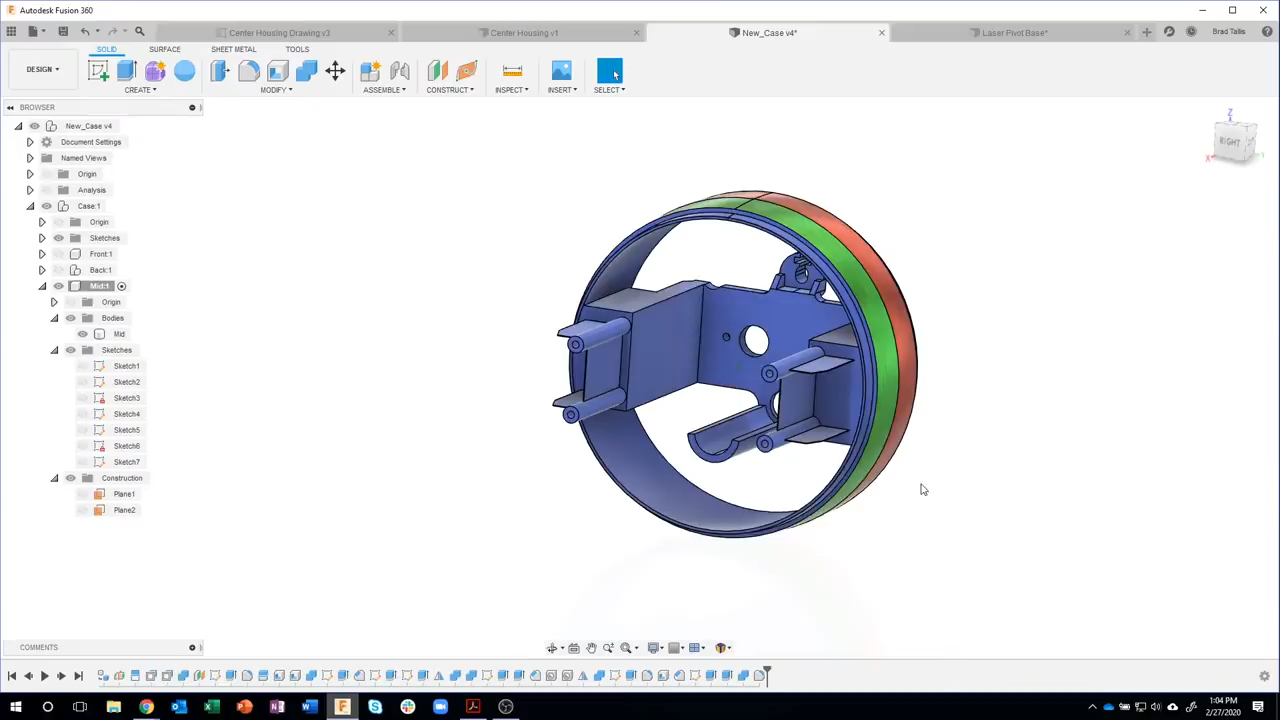 Autodesk Fusion 360
Center Housing Drawing v3
Center Housing v1
New_Case v4*
Laser Pivot Base*
Brad Tallis
DESIGN
SOLID
SURFACE
SHEET METAL
TOOLS
CREATE
MODIFY
ASSEMBLE
CONSTRUCT
INSPECT
INSERT
SELECT
BROWSER
New_Case v4
Document Settings
Named Views
Origin
Analysis
Case:1
Origin
Sketches
Front:1
Back:1
Mid:1
Origin
Bodies
Mid
Sketches
Sketch1
Sketch2
Sketch3
Sketch4
Sketch5
Sketch6
Sketch7
Construction
Plane1
Plane2
Z
RIGHT
X
Y
COMMENTS
1:04 PM
2/27/2020